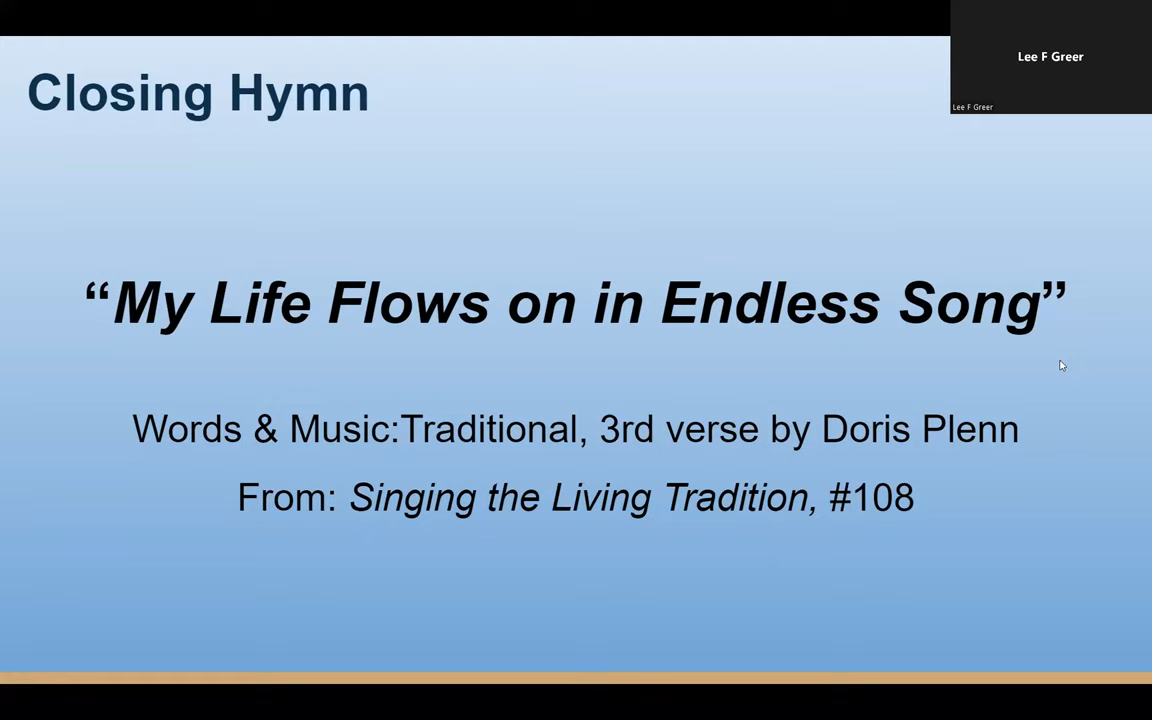 Closing Hymn
Lee F Greer
Lee F Greer
“My Life Flows on in Endless Song”
Words & Music:Traditional, 3rd verse by Doris Plenn
From: Singing the Living Tradition, #108